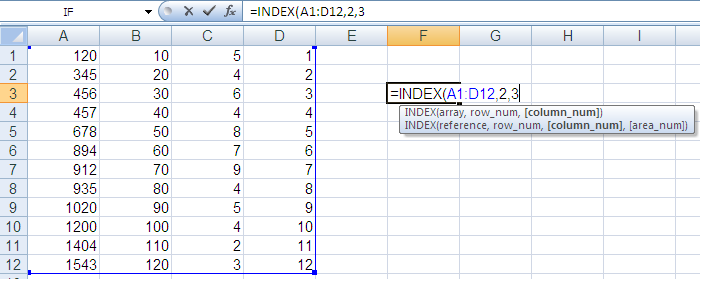 IF fx =INDEX(A1:D12,2,3
A B C D E F G H I
1 120 10 5 1
2 345 20 4 2
3 456 30 6 3 =INDEX(A1:D12,2,3
4 457 40 4 4 INDEX(array, row_num, [column_num])
5 678 50 8 5 INDEX(reference, row_num, [column_num], [area_num])
6 894 60 7 6
7 912 70 9 7
8 935 80 4 8
9 1020 90 5 9
10 1200 100 4 10
11 1404 110 2 11
12 1543 120 3 12